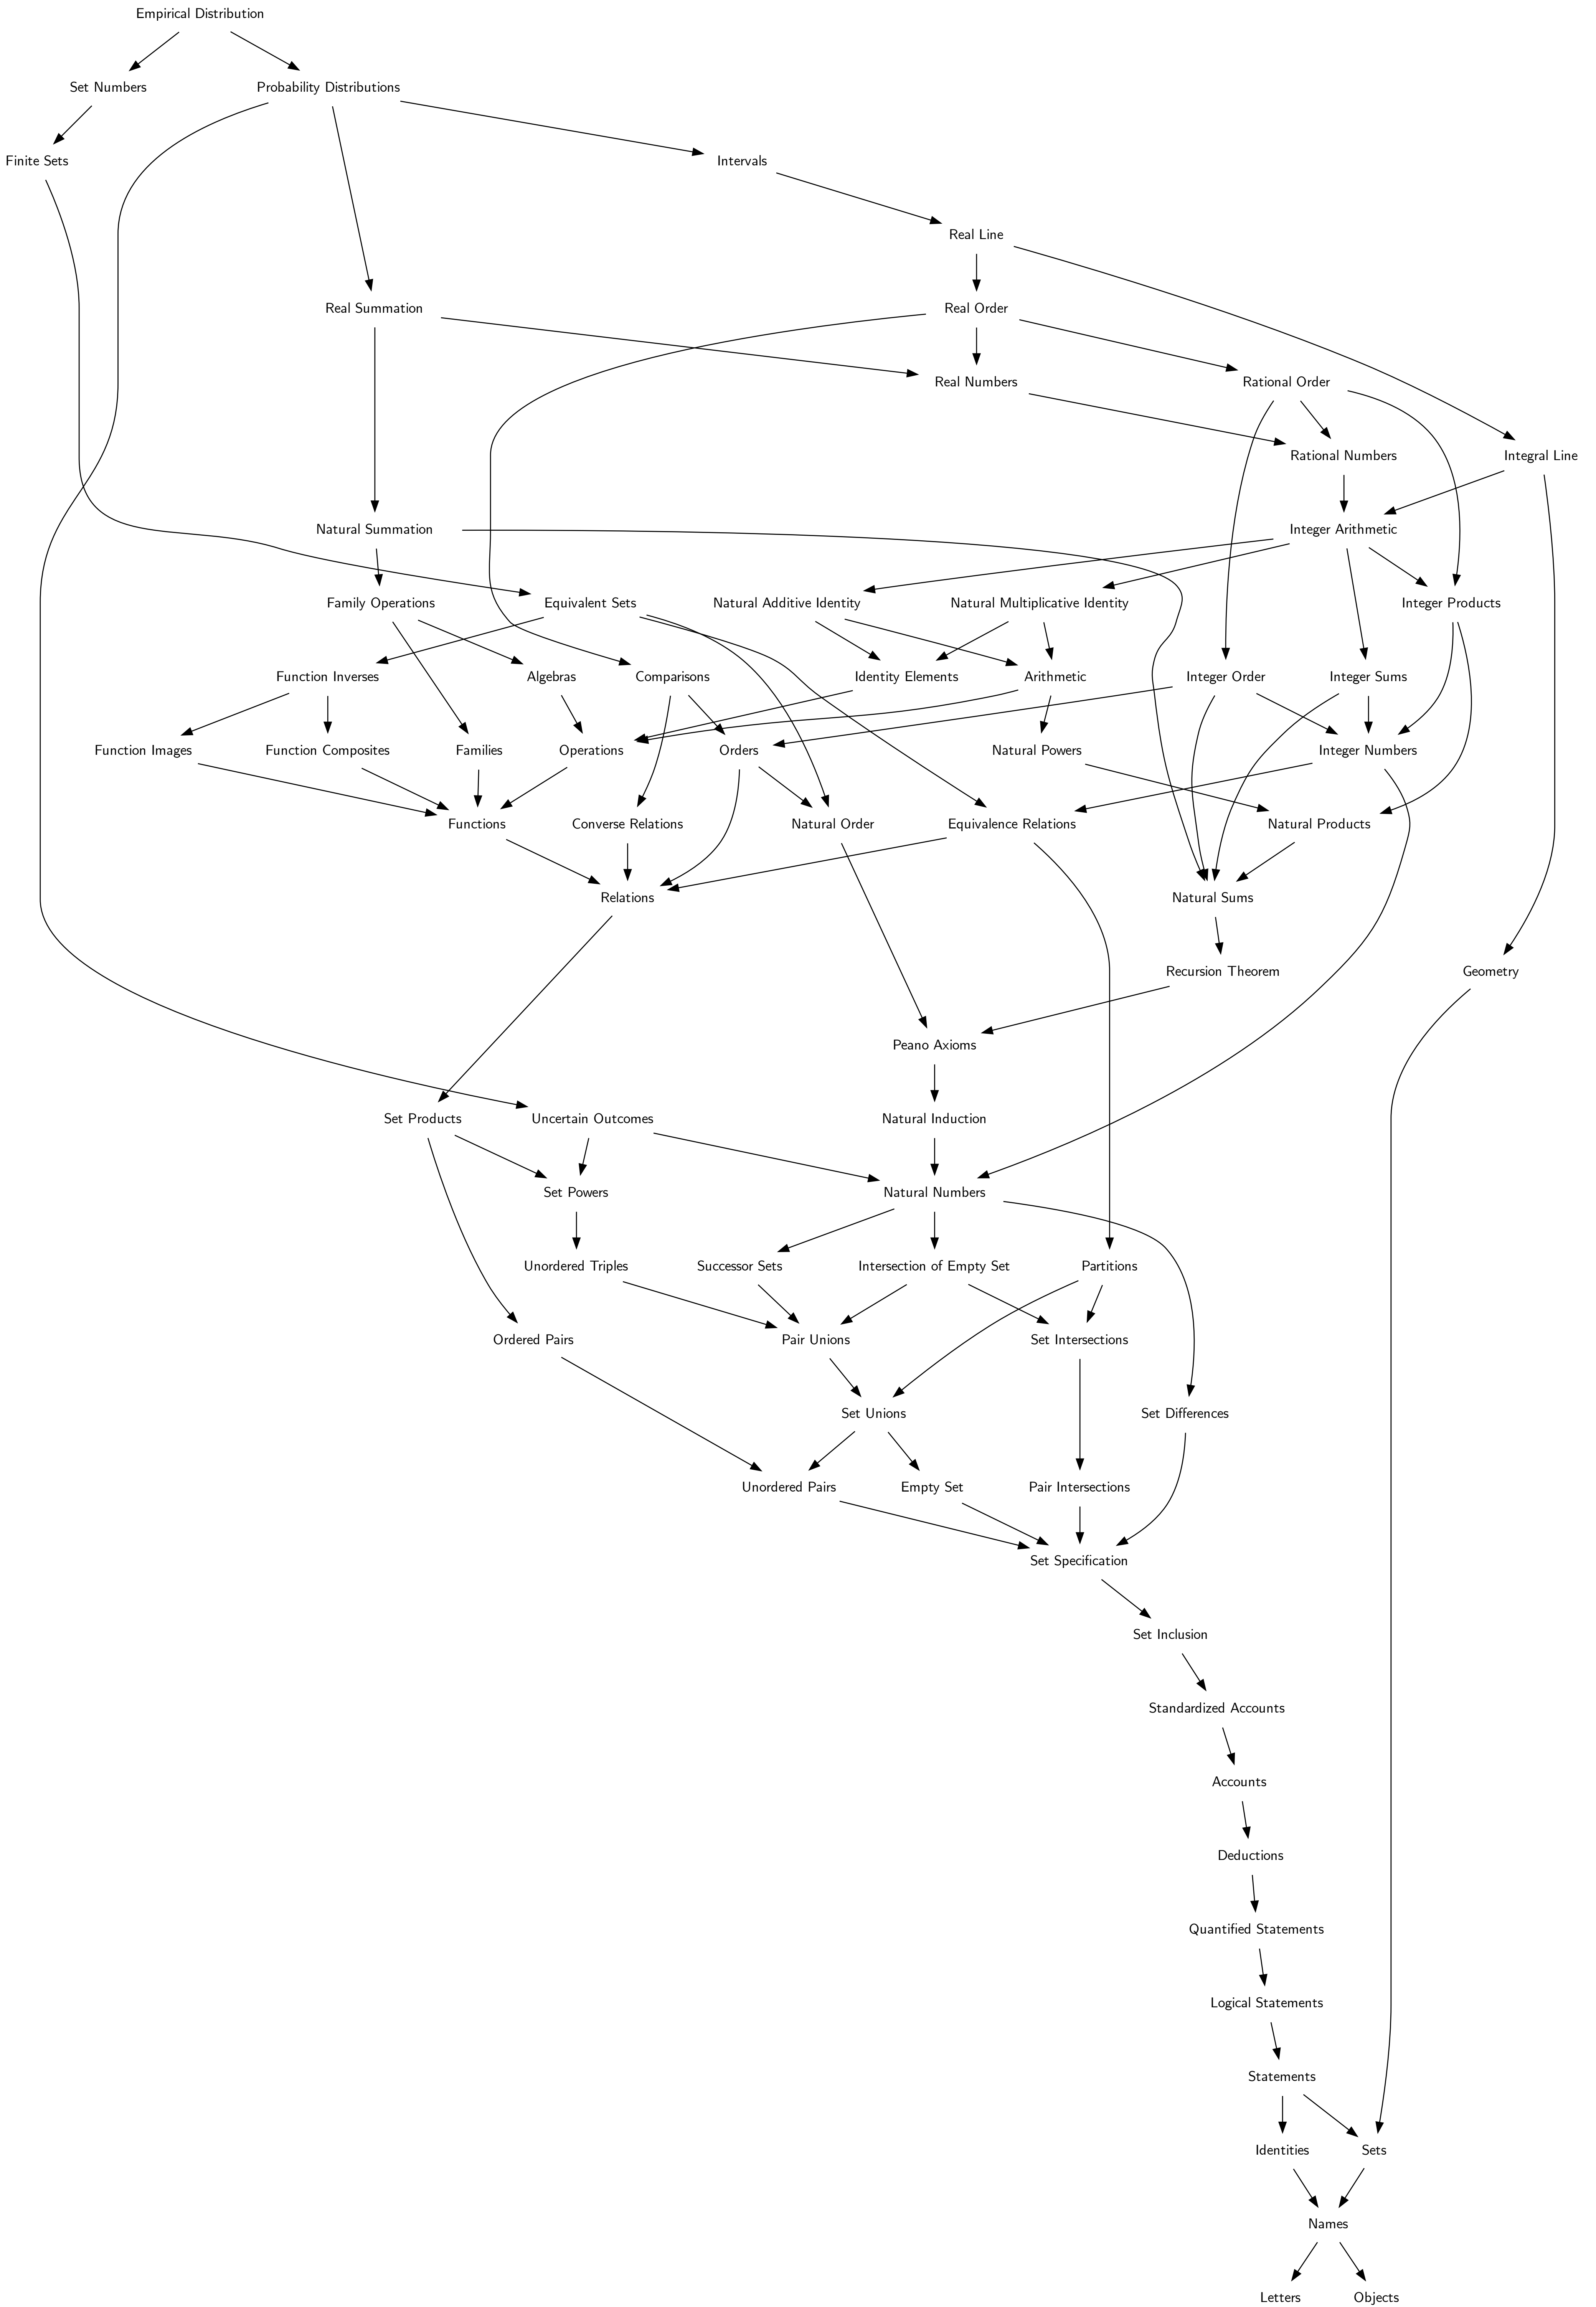 Empirical Distribution
Set Numbers
Probability Distributions
Finite Sets
Intervals
Real Line
Real Summation
Real Order
Real Numbers
Rational Order
Rational Numbers
Integral Line
Natural Summation
Integer Arithmetic
Family Operations
Equivalent Sets
Natural Additive Identity
Natural Multiplicative Identity
Integer Products
Function Inverses
Algebras
Comparisons
Identity Elements
Arithmetic
Integer Order
Integer Sums
Function Images
Function Composites
Families
Operations
Orders
Natural Powers
Integer Numbers
Functions
Converse Relations
Natural Order
Equivalence Relations
Natural Products
Relations
Natural Sums
Recursion Theorem
Geometry
Peano Axioms
Set Products
Uncertain Outcomes
Natural Induction
Set Powers
Natural Numbers
Unordered Triples
Successor Sets
Intersection of Empty Set
Partitions
Ordered Pairs
Pair Unions
Set Intersections
Set Unions
Set Differences
Unordered Pairs
Empty Set
Pair Intersections
Set Specification
Set Inclusion
Standardized Accounts
Accounts
Deductions
Quantified Statements
Logical Statements
Statements
Identities
Sets
Names
Letters
Objects